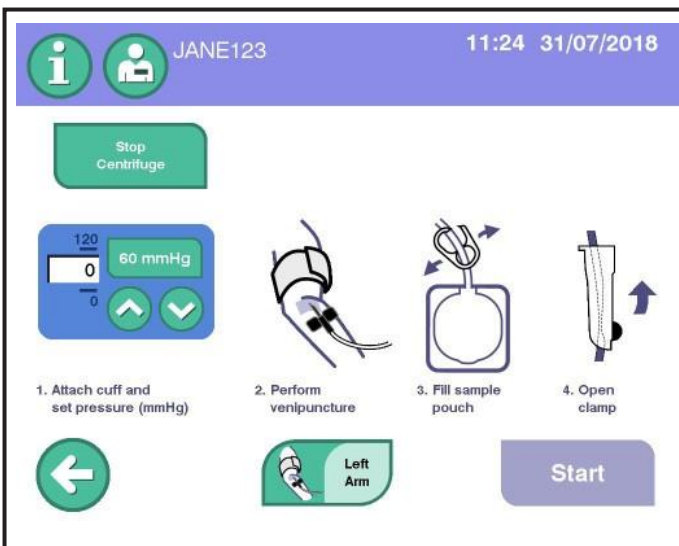 JANE123
11:24 31/07/2018
Stop
Centrifuge
120
60 mmHg
0
0
1. Attach cuff and
set pressure (mmHg)
2. Perform
venipuncture
3. Fill sample
pouch
4. Open
clamp
Left
Arm
Start